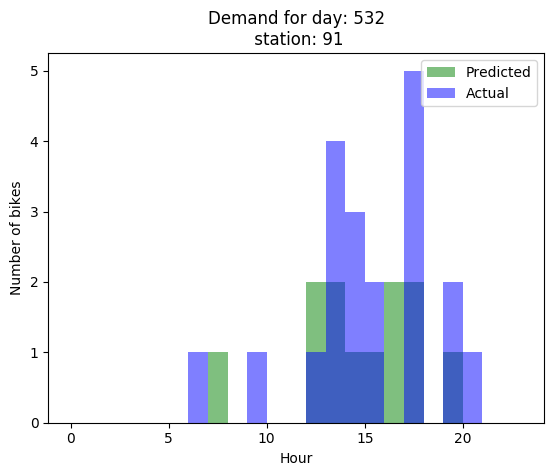 Demand for day: 532
station: 91
Predicted
Actual
Number of bikes
5
4
3
2
1
0
0 5 10 15 20
Hour